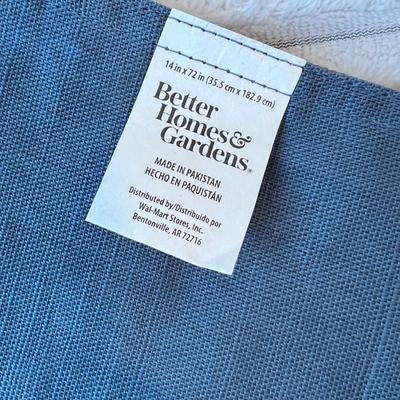 14 in x 72 in (35.5 cm x 182.9 cm)
Better
Homes &
Gardens®
MADE IN PAKISTAN
HECHO EN PAQUISTÁN
Distributed by/Distribuido por
Wal-Mart Stores, Inc.
Bentonville, AR 72716